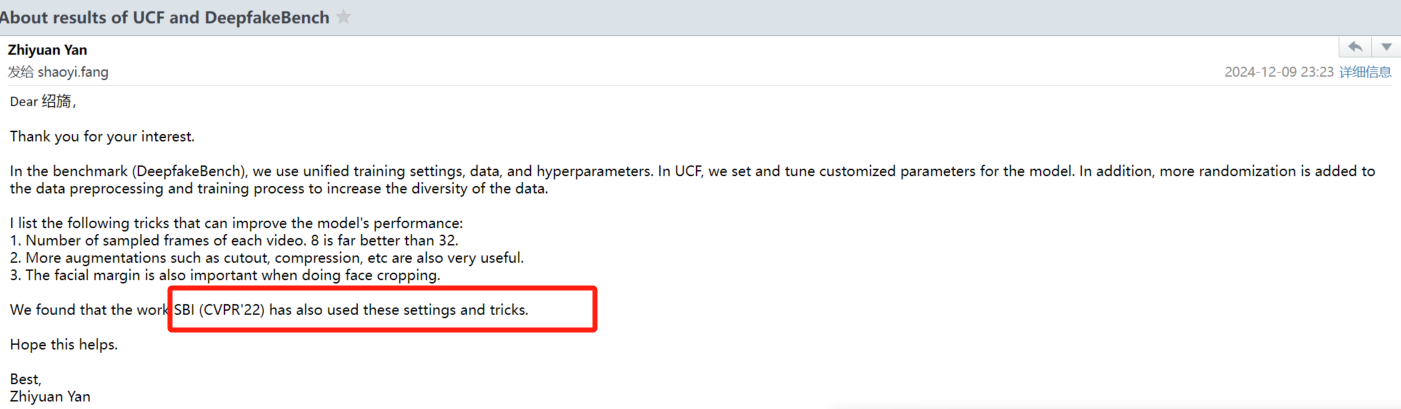 About results of UCF and DeepfakeBench
Zhiyuan Yan
发给 shaoyi.fang
2024-12-09 23:23 详细信息
Dear 绍旖,
Thank you for your interest.
In the benchmark (DeepfakeBench), we use unified training settings, data, and hyperparameters. In UCF, we set and tune customized parameters for the model. In addition, more randomization is added to
the data preprocessing and training process to increase the diversity of the data.
I list the following tricks that can improve the model's performance:
1. Number of sampled frames of each video. 8 is far better than 32.
2. More augmentations such as cutout, compression, etc are also very useful.
3. The facial margin is also important when doing face cropping.
We found that the work SBI (CVPR'22) has also used these settings and tricks.
Hope this helps.
Best,
Zhiyuan Yan